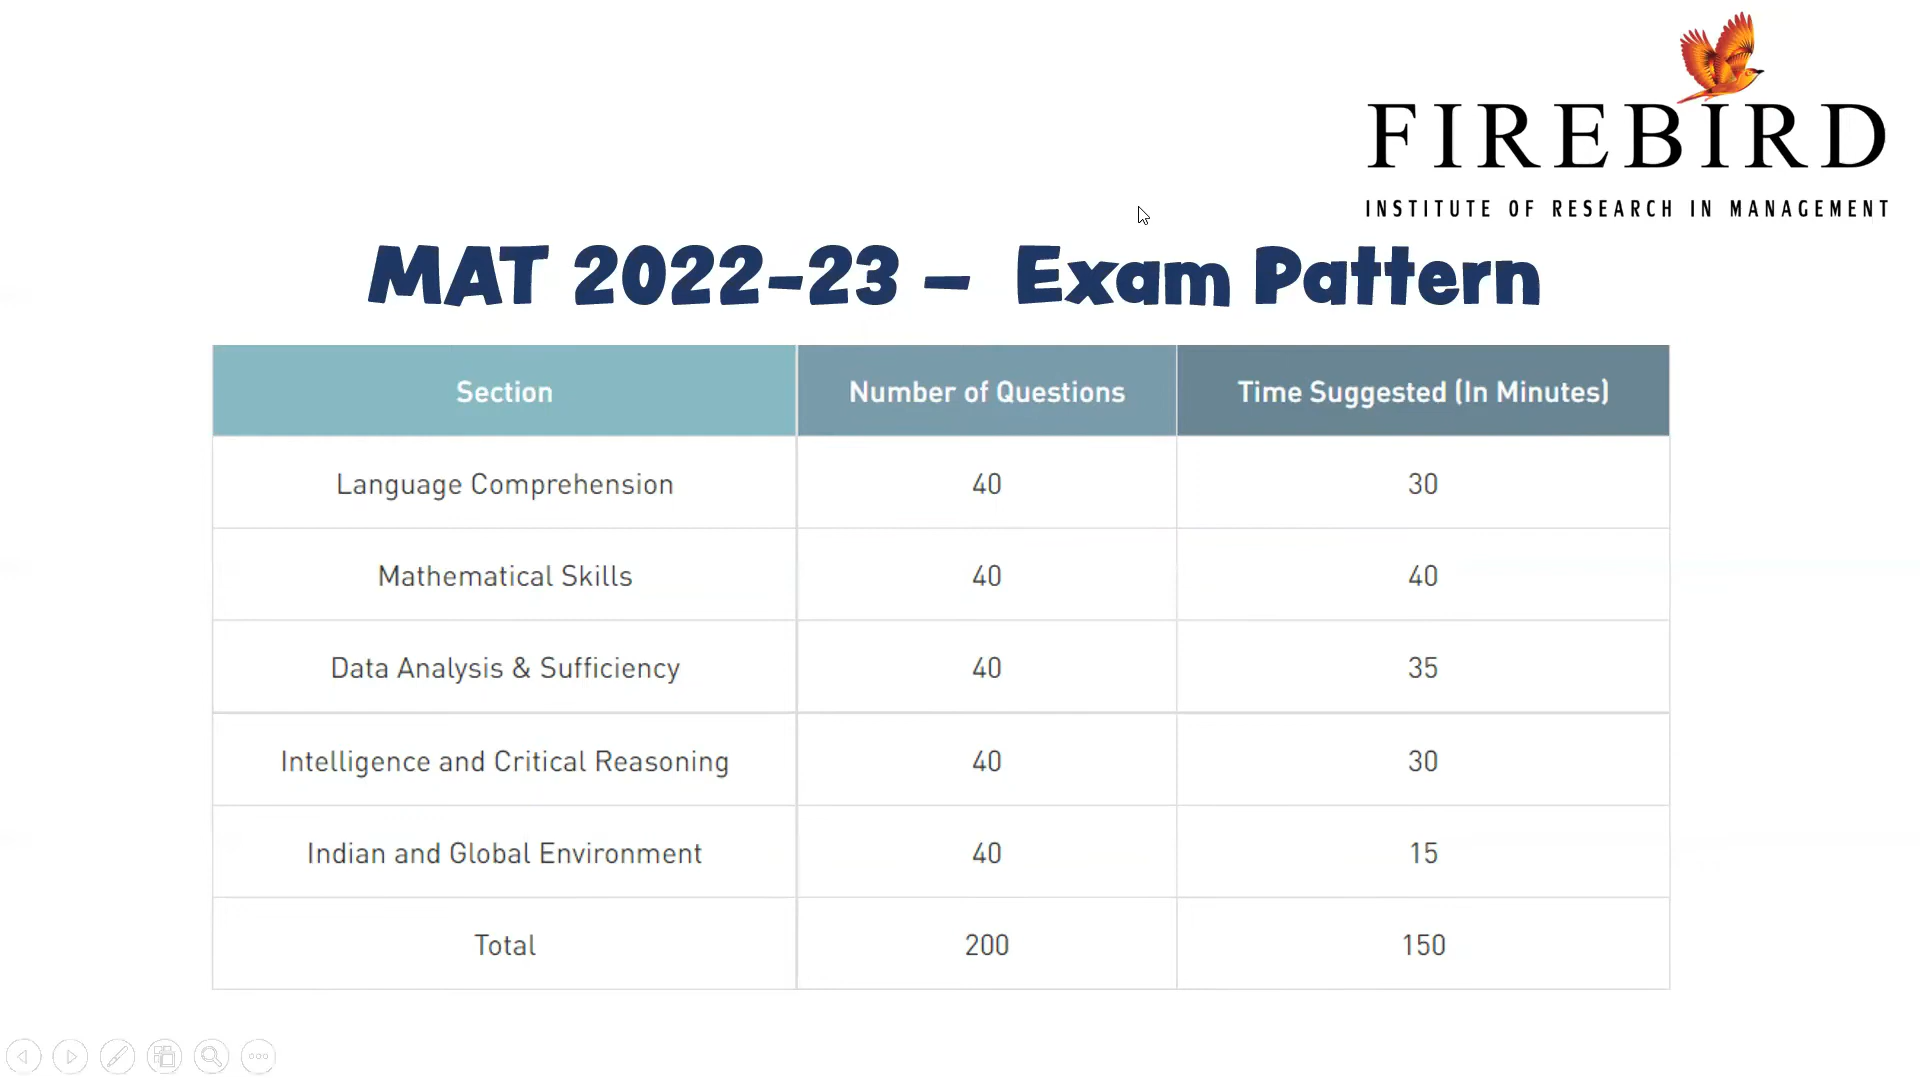 FIREBIRD
INSTITUTE OF RESEARCH IN MANAGEMENT
MAT 2022-23 - Exam Pattern
Section Number of Questions Time Suggested (In Minutes)
Language Comprehension 40 30
Mathematical Skills 40 40
Data Analysis & Sufficiency 40 35
Intelligence and Critical Reasoning 40 30
Indian and Global Environment 40 15
Total 200 150